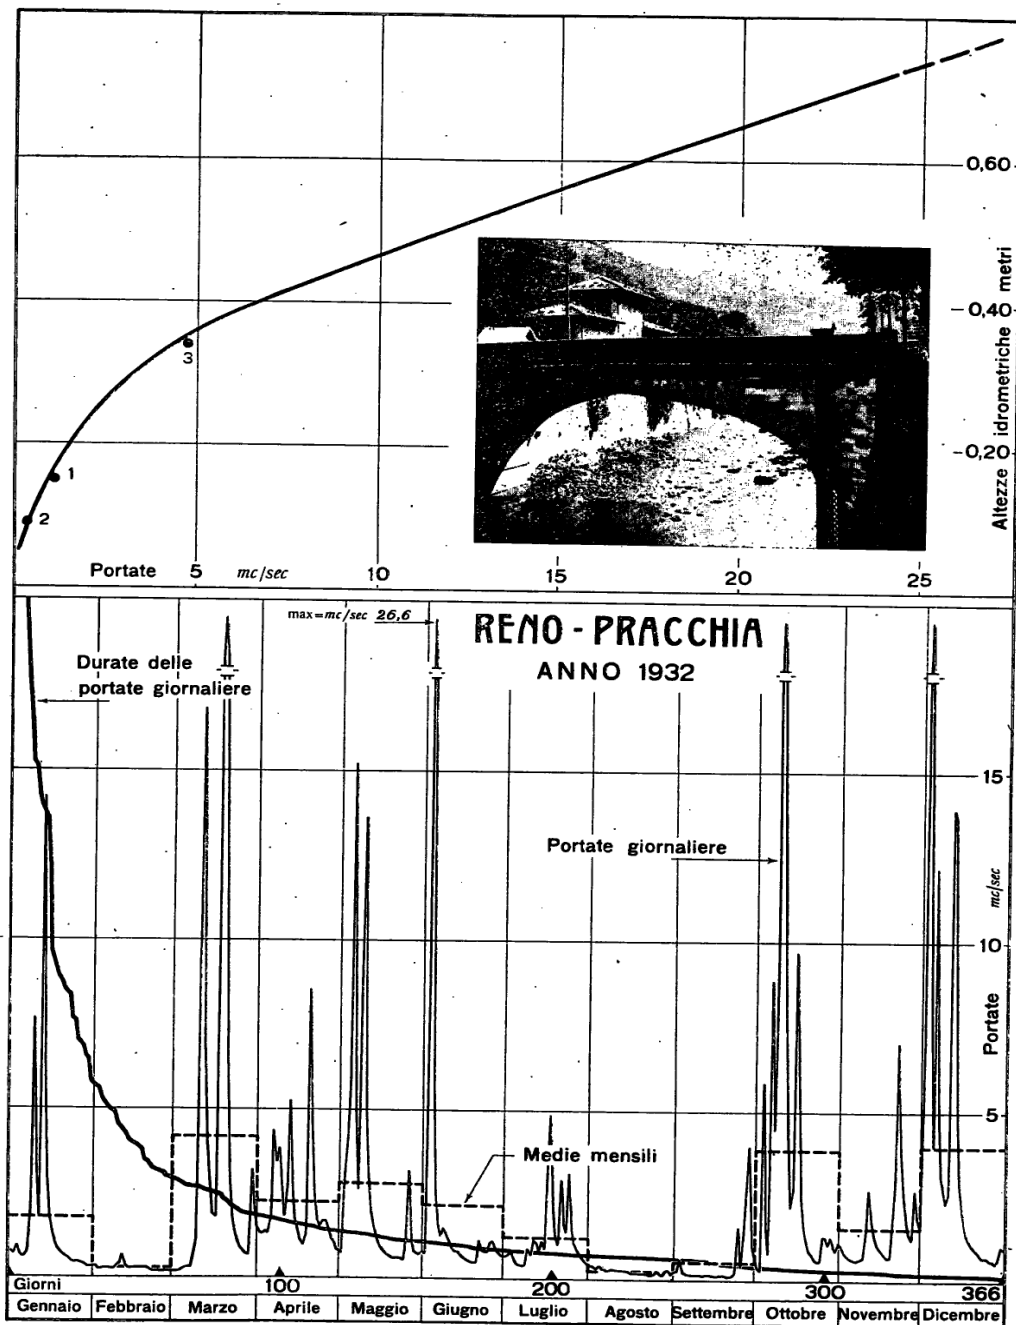 0,60
0,40
0,20
Altezze idrometriche metri
3
1
2
Portate 5 mc/sec 10 15 20 25
max=mc/sec 26,6
RENO - PRACCHIA
ANNO 1932
Durate delle
portate giornaliere
15
Portate giornaliere
mc/sec
10
Portate
5
Medie mensili
Giorni 100 200 300 366
Gennaio Febbraio Marzo Aprile Maggio Giugno Luglio Agosto Settembre Ottobre Novembre Dicembre